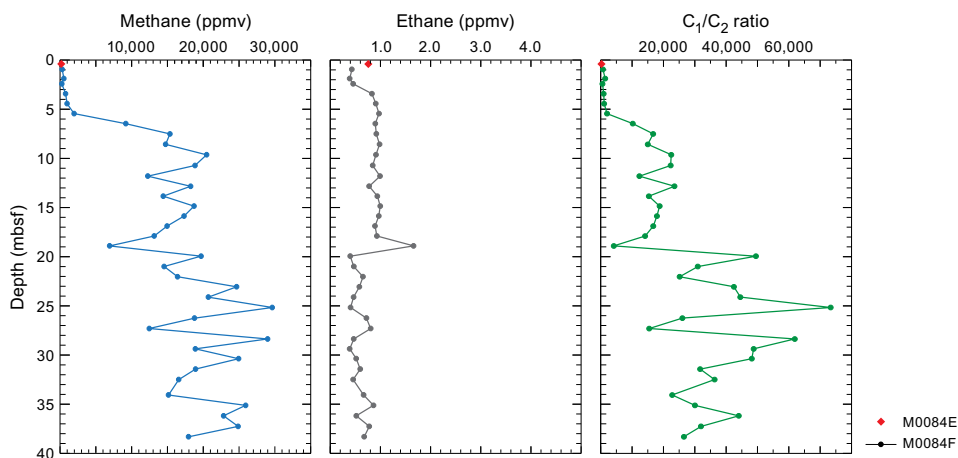 Methane (ppmv)
10,000 20,000 30,000
Ethane (ppmv)
1.0 2.0 3.0 4.0
C₁/C₂ ratio
20,000 40,000 60,000
Depth (mbsf)
0
5
10
15
20
25
30
35
40
M0084E
M0084F